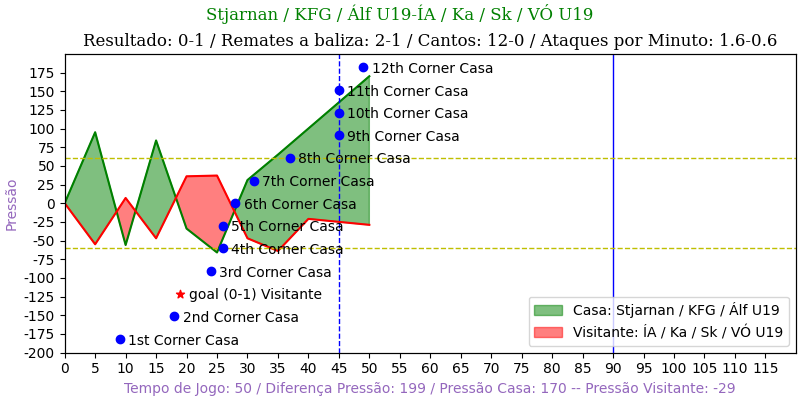 Stjarnan / KFG / Álf U19-ÍA / Ka / Sk / VÓ U19
Resultado: 0-1 / Remates a baliza: 2-1 / Cantos: 12-0 / Ataques por Minuto: 1.6-0.6
Pressão
175
150
125
100
75
50
25
0
-25
-50
-75
-100
-125
-150
-175
-200
12th Corner Casa
11th Corner Casa
10th Corner Casa
9th Corner Casa
8th Corner Casa
7th Corner Casa
6th Corner Casa
5th Corner Casa
4th Corner Casa
3rd Corner Casa
goal (0-1) Visitante
2nd Corner Casa
1st Corner Casa
Casa: Stjarnan / KFG / Álf U19
Visitante: ÍA / Ka / Sk / VÓ U19
0 5 10 15 20 25 30 35 40 45 50 55 60 65 70 75 80 85 90 95 100 105 110 115
Tempo de Jogo: 50 / Diferença Pressão: 199 / Pressão Casa: 170 -- Pressão Visitante: -29